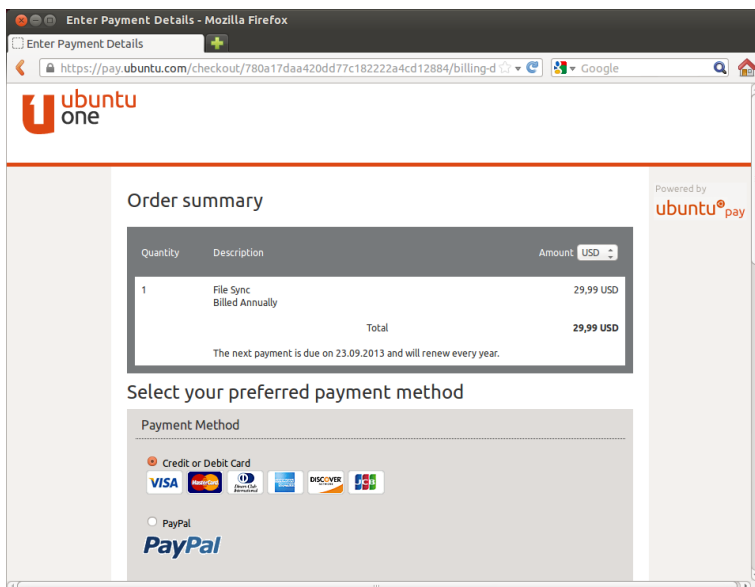 Enter Payment Details - Mozilla Firefox
Enter Payment Details
https://pay.ubuntu.com/checkout/780a17daa420dd77c182222a4cd12884/billing-d
Google
ubuntu
one
Powered by
ubuntu pay
Order summary
Quantity Description Amount USD
1 File Sync 29,99 USD
Billed Annually
Total 29,99 USD
The next payment is due on 23.09.2013 and will renew every year.
Select your preferred payment method
Payment Method
Credit or Debit Card
VISA MasterCard Diners Club International DISCOVER JCB
PayPal
PayPal